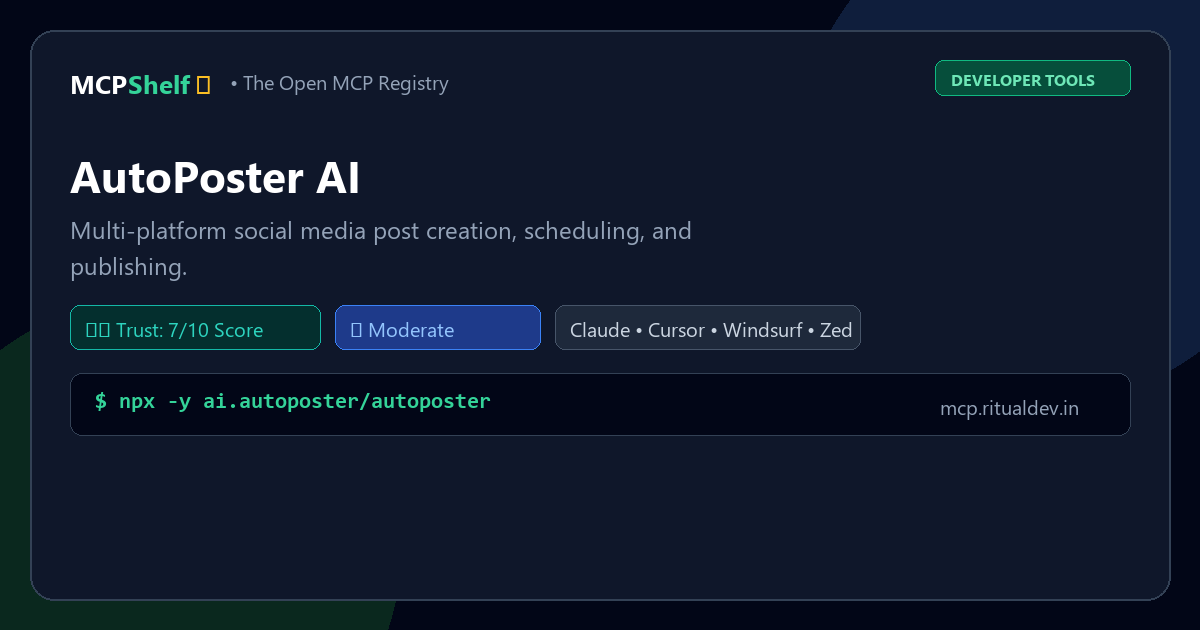 MCPShelf • The Open MCP Registry
DEVELOPER TOOLS
AutoPoster AI
Multi-platform social media post creation, scheduling, and
publishing.
Trust: 7/10 Score
Moderate
Claude • Cursor • Windsurf • Zed
$ npx -y ai.autoposter/autoposter
mcp.ritualdev.in